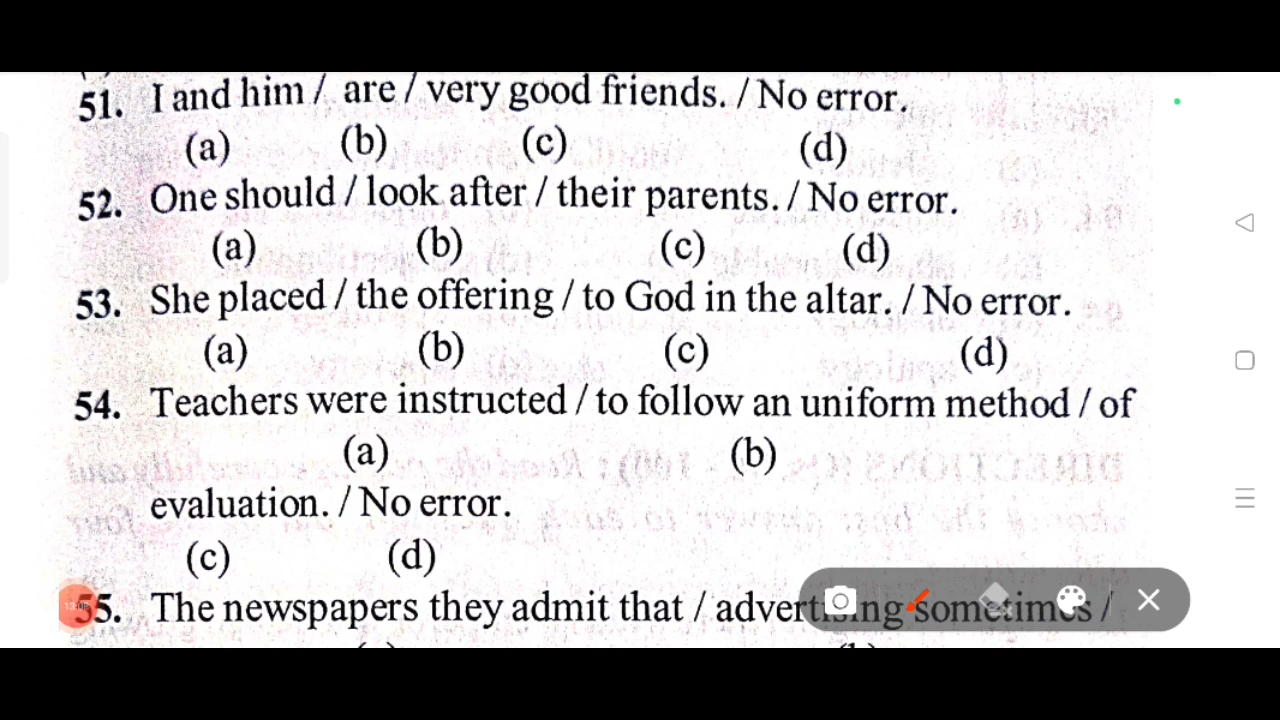 51. I and him / are / very good friends. / No error.
(a) (b) (c) (d)
52. One should / look after / their parents. / No error.
(a) (b) (c) (d)
53. She placed / the offering / to God in the altar. / No error.
(a) (b) (c) (d)
54. Teachers were instructed / to follow an uniform method / of
(a) (b)
evaluation. / No error.
(c) (d)
55. The newspapers they admit that / advertising sometimes /